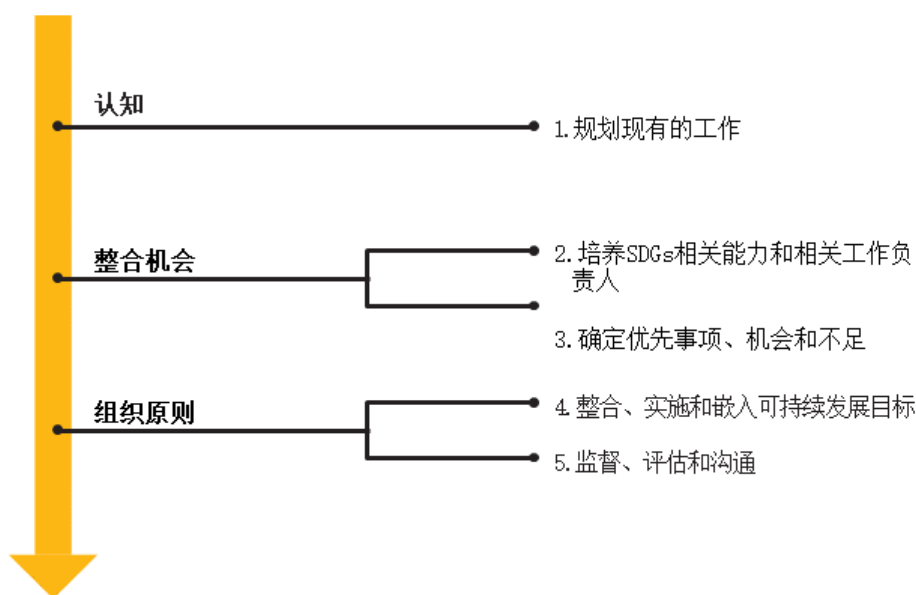 认知
1.规划现有的工作
整合机会
2.培养SDGs相关能力和相关工作负
责人
3.确定优先事项、机会和不足
组织原则
4.整合、实施和嵌入可持续发展目标
5.监督、评估和沟通